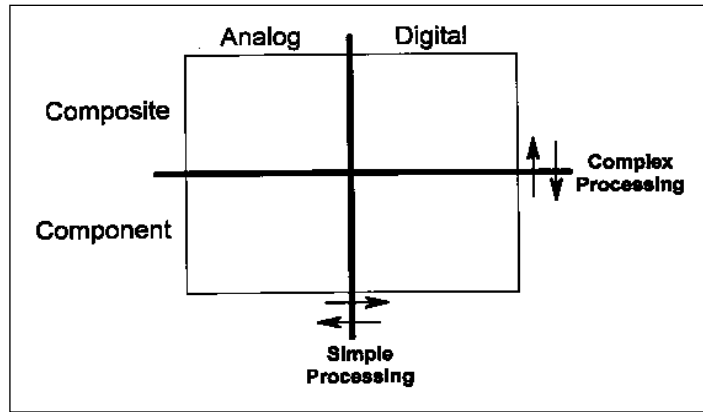 Analog
Digital
Composite
Complex
Processing
Component
Simple
Processing